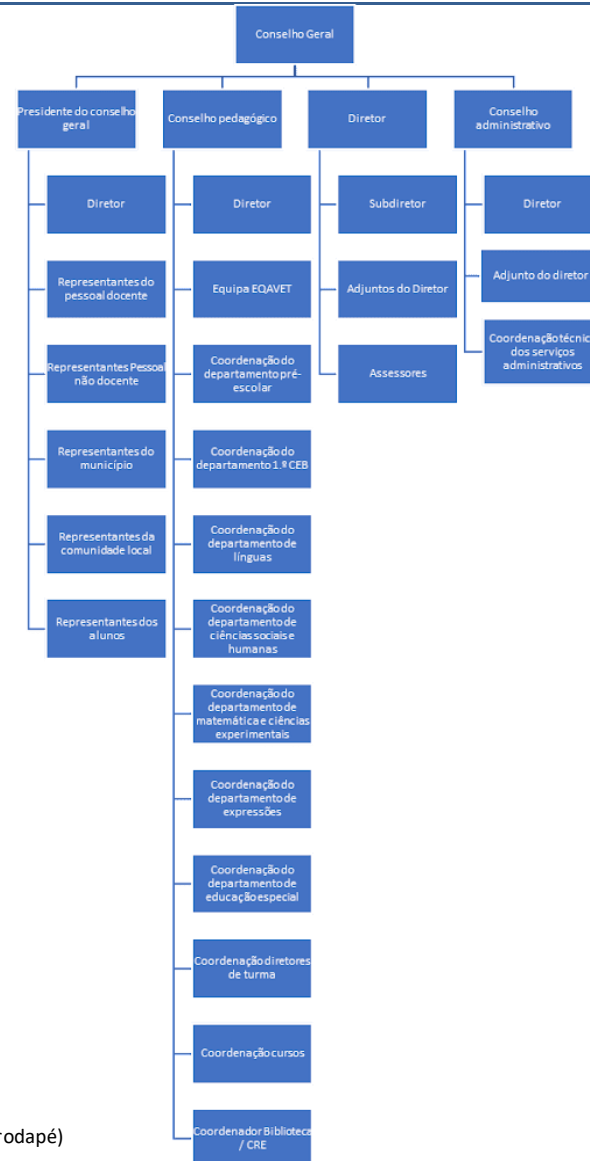 Conselho Geral
Presidente do conselho
geral
Conselho pedagógico
Diretor
Conselho
administrativo
Diretor
Representantes do
pessoal docente
Representantes Pessoal
não docente
Representantes do
município
Representantes da
comunidade local
Representantes dos
alunos
Diretor
Equipa EQAVET
Coordenação do
departamento pré-
escolar
Coordenação do
departamento 1.º CEB
Coordenação do
departamento de
línguas
Coordenação do
departamento de
ciências sociais e
humanas
Coordenação do
departamento de
matemática e ciências
experimentais
Coordenação do
departamento de
expressões
Coordenação do
departamento de
educação especial
Coordenação diretores
de turma
Coordenação cursos
Coordenador Biblioteca
/ CRE
Subdiretor
Adjuntos do Diretor
Assessores
Diretor
Adjunto do diretor
Coordenação técnic
dos serviços
administrativos
rodapé)